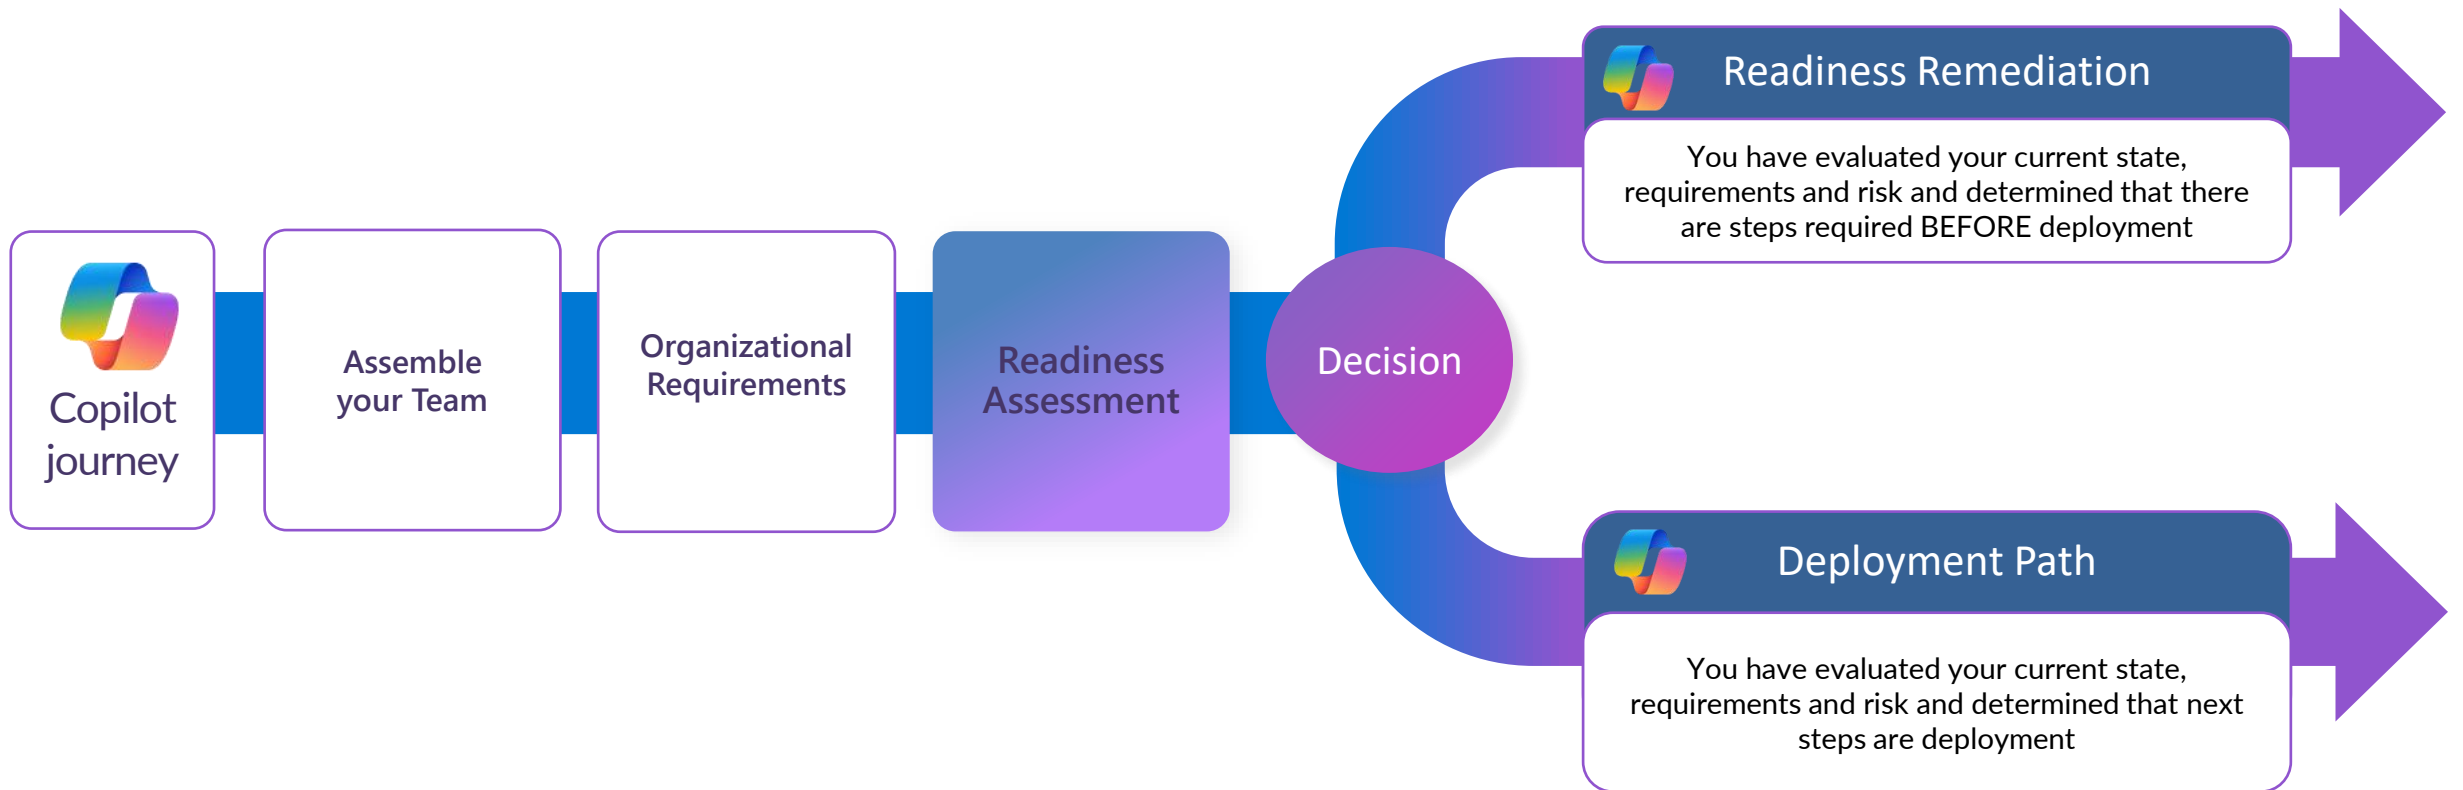 Copilot
journey
Assemble
your Team
Organizational
Requirements
Readiness
Assessment
Decision
Readiness Remediation
You have evaluated your current state,
requirements and risk and determined that there
are steps required BEFORE deployment
Deployment Path
You have evaluated your current state,
requirements and risk and determined that next
steps are deployment